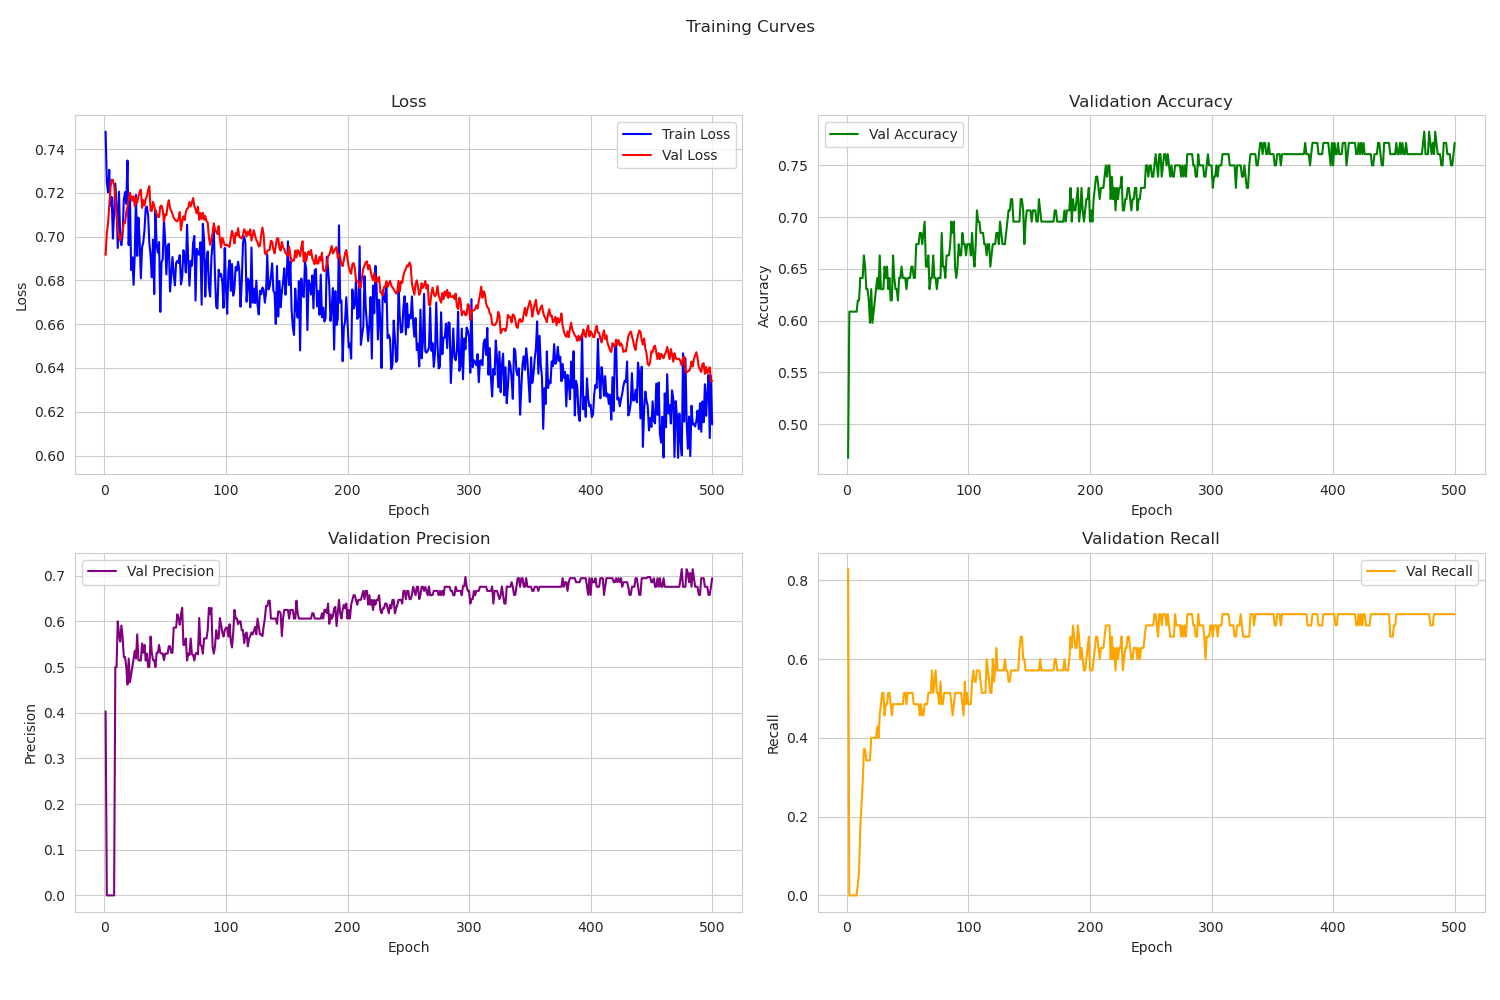 Training Curves
Loss
Train Loss
Val Loss
0.74
0.72
0.70
0.68
0.66
0.64
0.62
0.60
Loss
0 100 200 300 400 500
Epoch
Validation Accuracy
Val Accuracy
0.75
0.70
0.65
0.60
0.55
0.50
Accuracy
0 100 200 300 400 500
Epoch
Validation Precision
Val Precision
0.7
0.6
0.5
0.4
0.3
0.2
0.1
0.0
Precision
0 100 200 300 400 500
Epoch
Validation Recall
Val Recall
0.8
0.6
0.4
0.2
0.0
Recall
0 100 200 300 400 500
Epoch